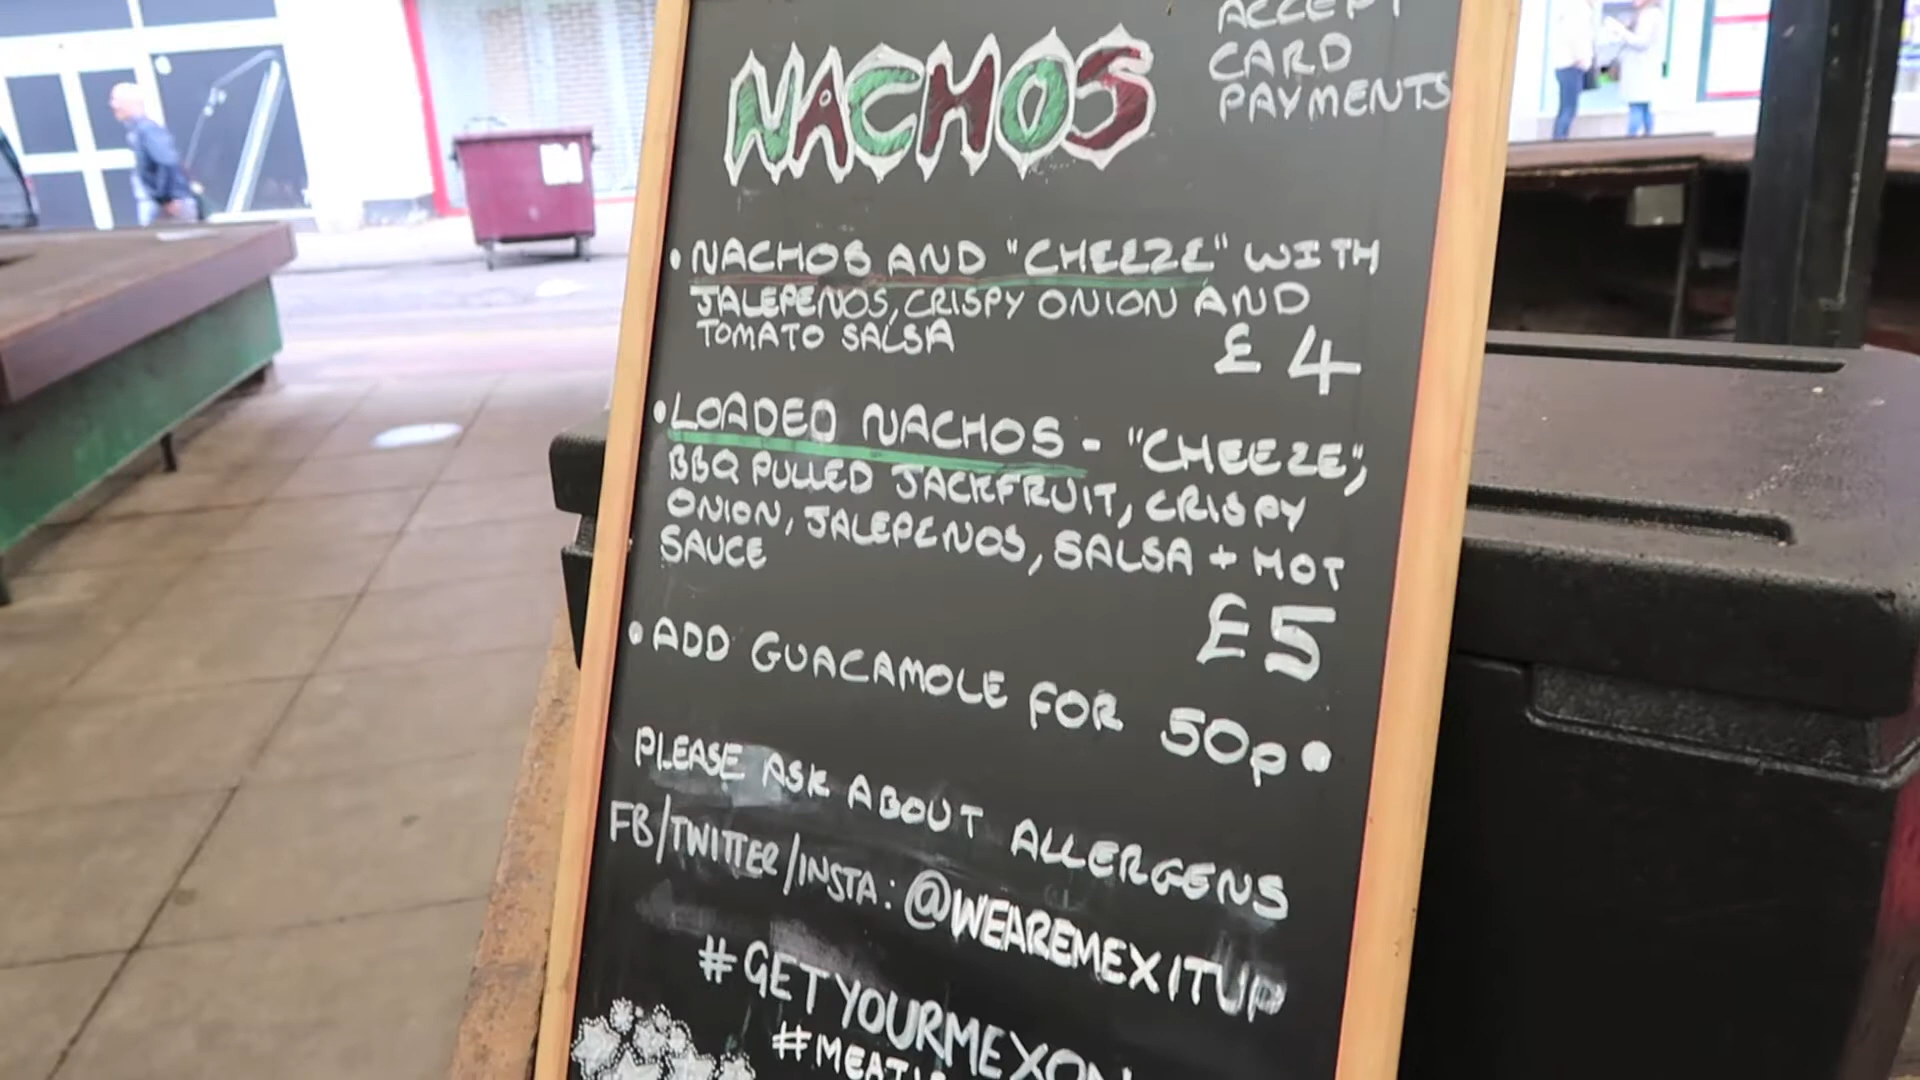 ACCEPT
CARD
PAYMENTS
NACHOS
• NACHOS AND "CHEEZE" WITH
JALEPENOS, CRISPY ONION AND
TOMATO SALSA
£4
• LOADED NACHOS - "CHEEZE",
BBQ PULLED JACKFRUIT, CRISPY
ONION, JALEPENOS, SALSA + HOT
SAUCE
£5
• ADD GUACAMOLE FOR 50p •
PLEASE ASK ABOUT ALLERGENS
FB/TWITTER/INSTA: @WEAREMEXITUP
#GETYOURMEXON